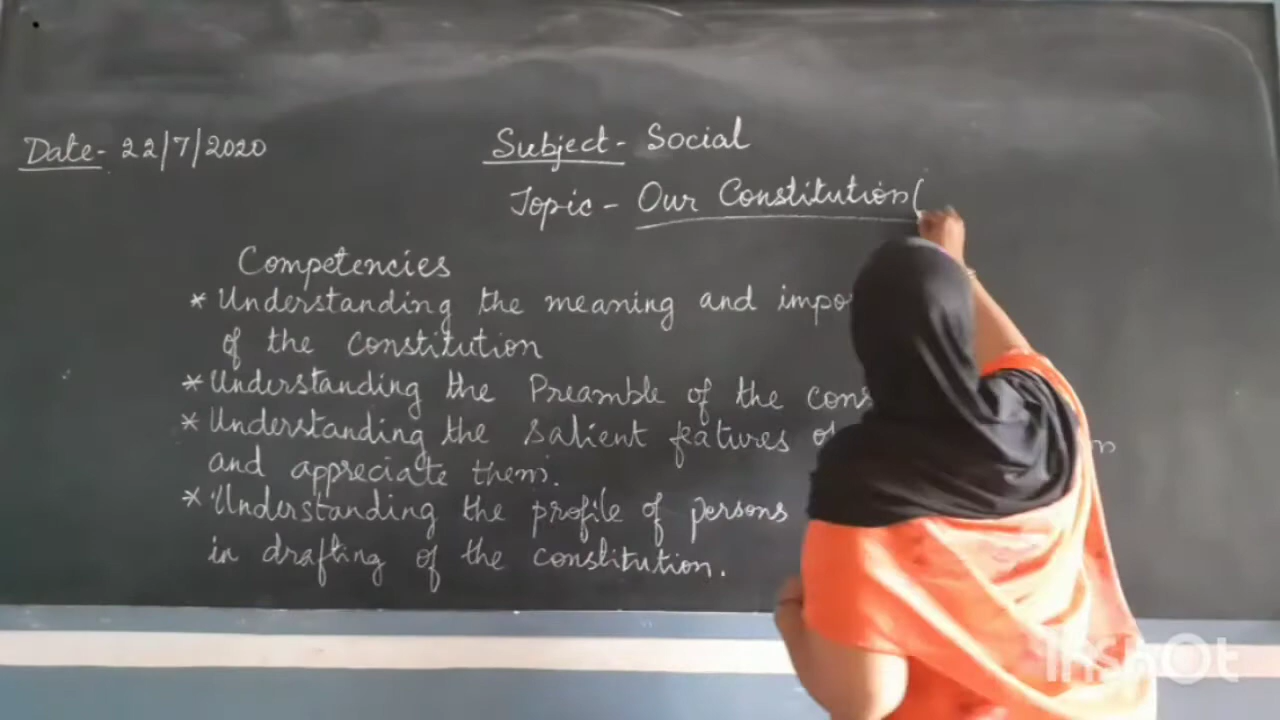 Date- 22/7/2020
Subject- Social
Topic- Our Constitution(
Competencies
* Understanding the meaning and impo
of the constitution
* Understanding the Preamble of the cons
* Understanding the salient features of
and appreciate them.
* Understanding the profile of persons
in drafting of the constitution.
InShot